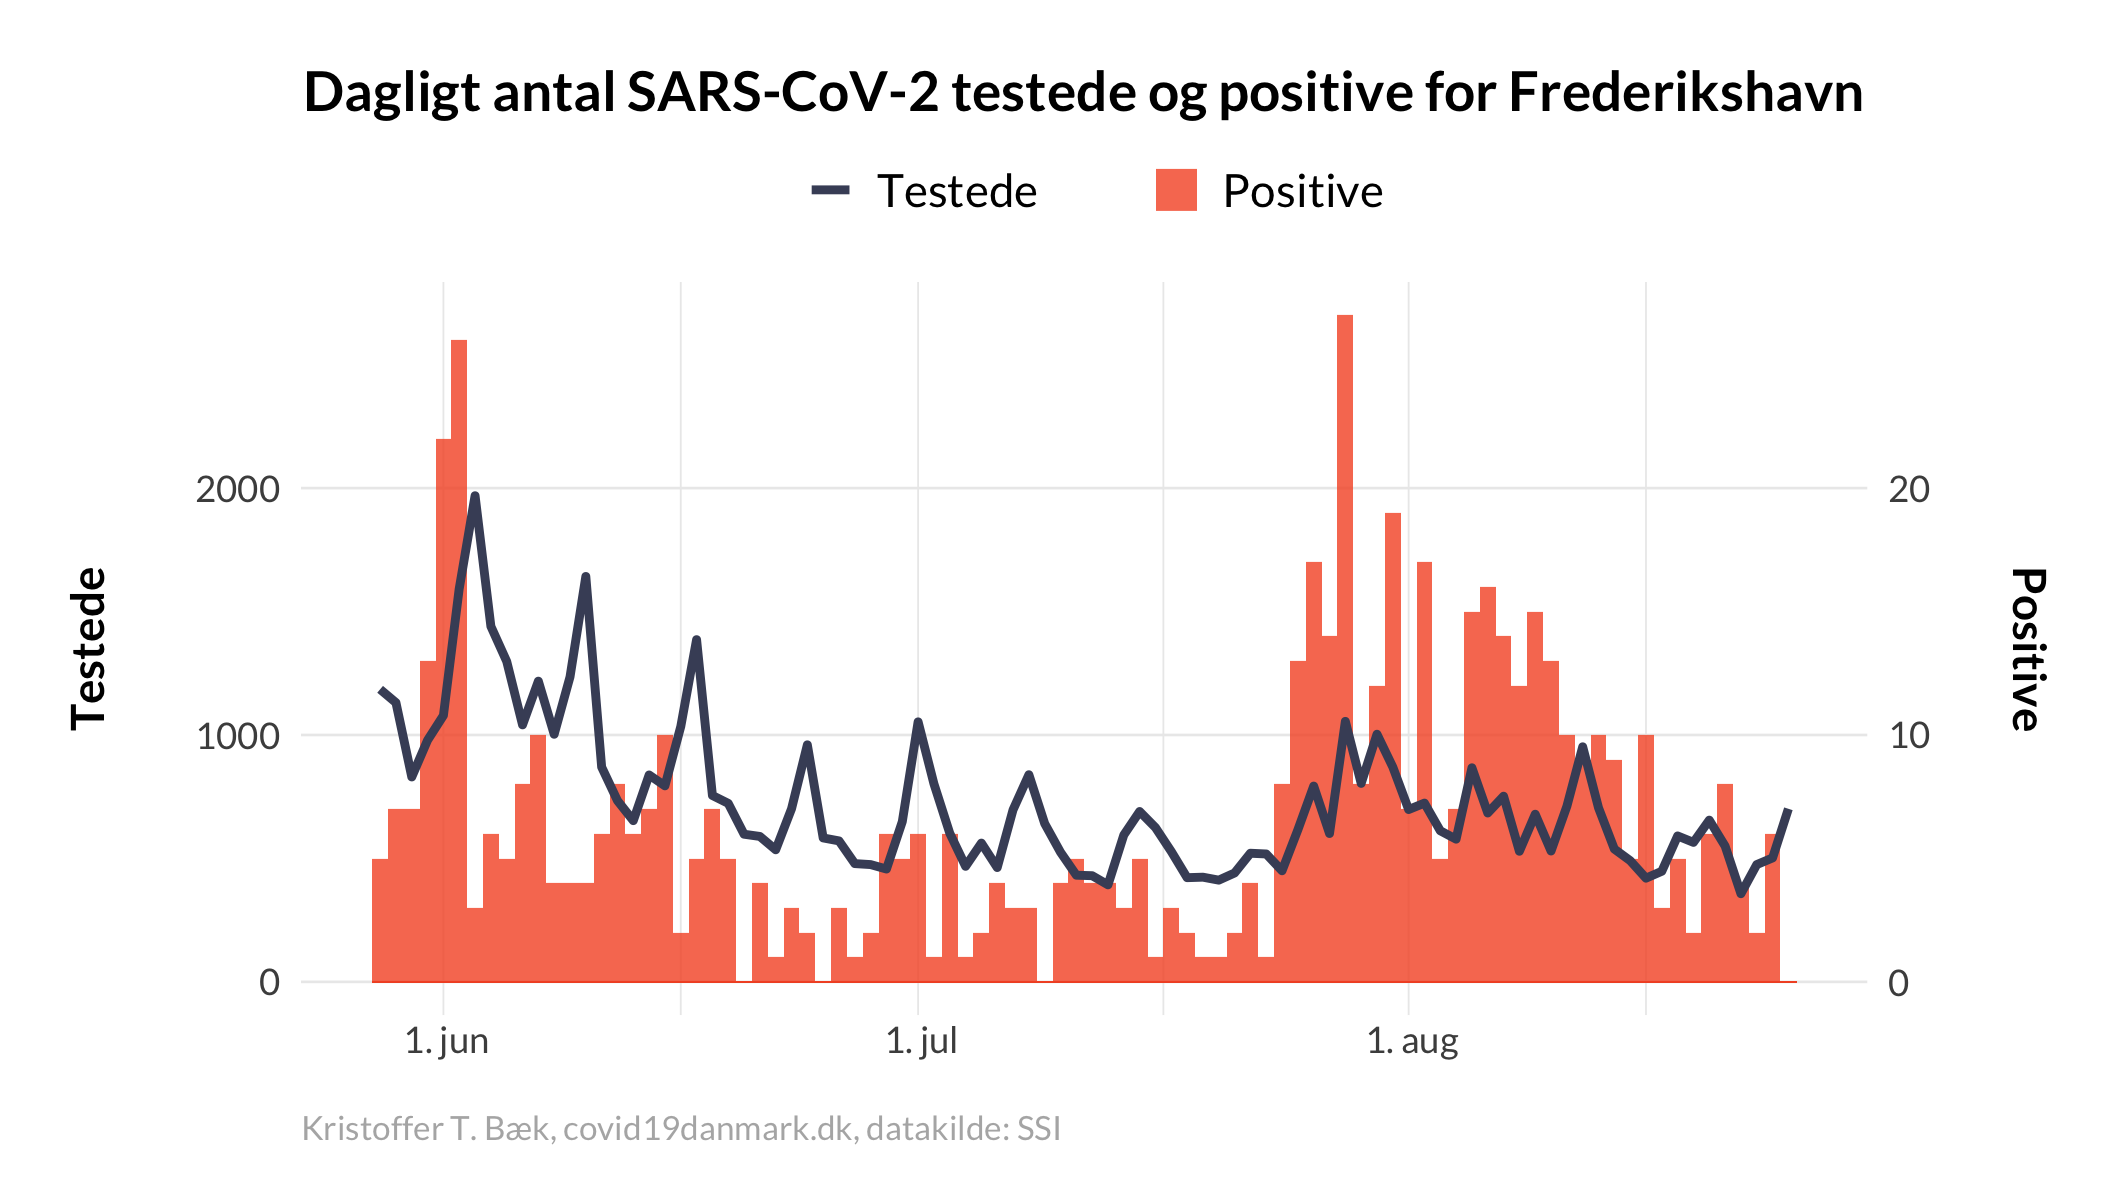 Dagligt antal SARS-CoV-2 testede og positive for Frederikshavn
Testede
Positive
Testede
2000
1000
0
20
10
0
Positive
1. jun
1. jul
1. aug
Kristoffer T. Bæk, covid19danmark.dk, datakilde: SSI